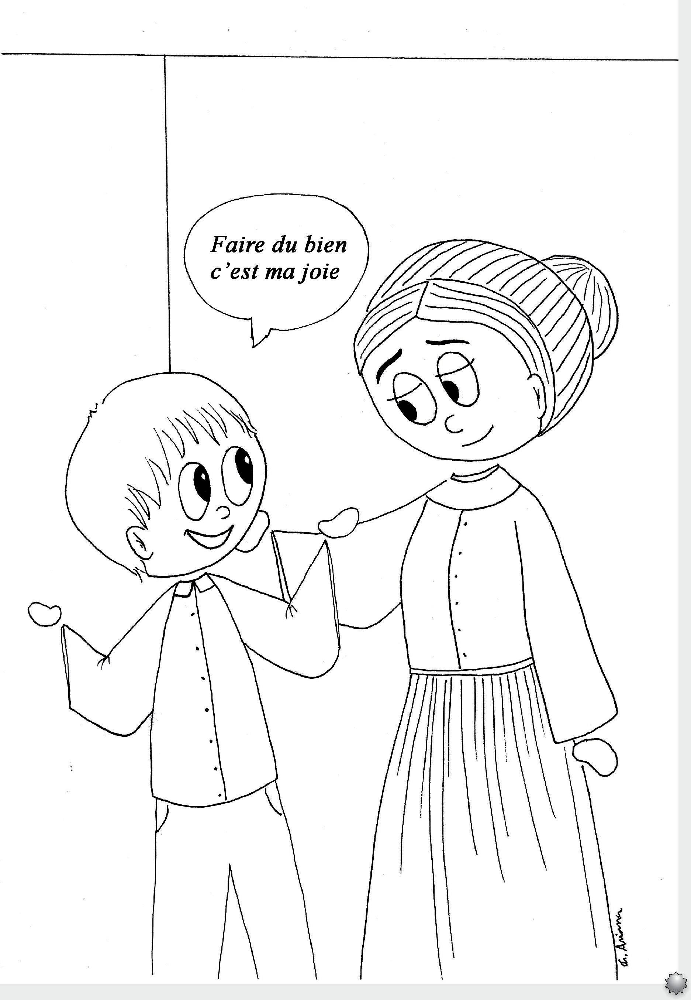 Faire du bien
c’est ma joie